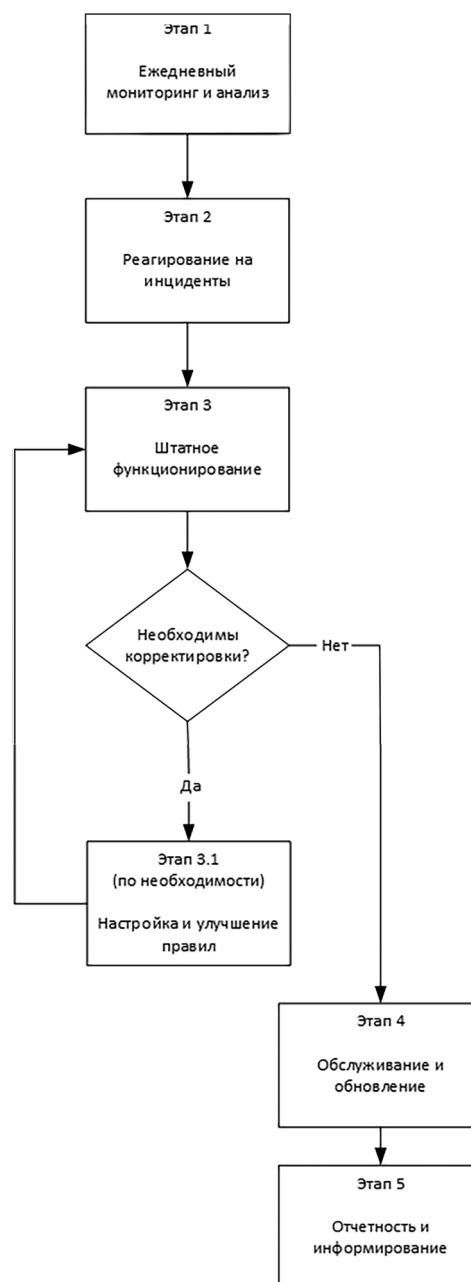 Этап 1
Ежедневный
мониторинг и анализ
Этап 2
Реагирование на
инциденты
Этап 3
Штатное
функционирование
Необходимы
корректировки?
Нет
Да
Этап 3.1
(по необходимости)
Настройка и улучшение
правил
Этап 4
Обслуживание и
обновление
Этап 5
Отчетность и
информирование